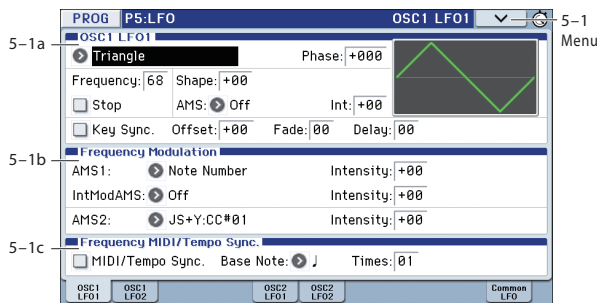 PROG P5:LFO OSC1 LFO1
5–1
Menu
5–1a
OSC1 LFO1
Triangle Phase: +000
Frequency: 68 Shape: +00
Stop AMS: Off Int: +00
Key Sync. Offset: +00 Fade: 00 Delay: 00
5–1b
Frequency Modulation
AMS1: Note Number Intensity: +00
IntModAMS: Off Intensity: +00
AMS2: JS+Y:CC#01 Intensity: +00
5–1c
Frequency MIDI/Tempo Sync.
MIDI/Tempo Sync. Base Note: ♩ Times: 01
OSC1 LFO1 OSC1 LFO2 OSC2 LFO1 OSC2 LFO2 Common LFO